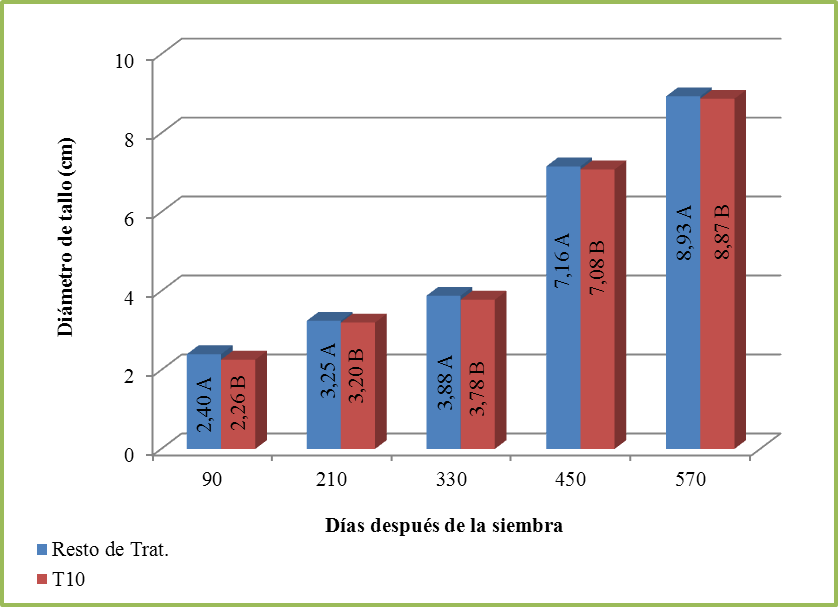 10
8
6
4
2
0
Diámetro de tallo (cm)
2,40 A
2,26 B
3,25 A
3,20 B
3,88 A
3,78 B
7,16 A
7,08 B
8,93 A
8,87 B
90 210 330 450 570
Días después de la siembra
Resto de Trat.
T10